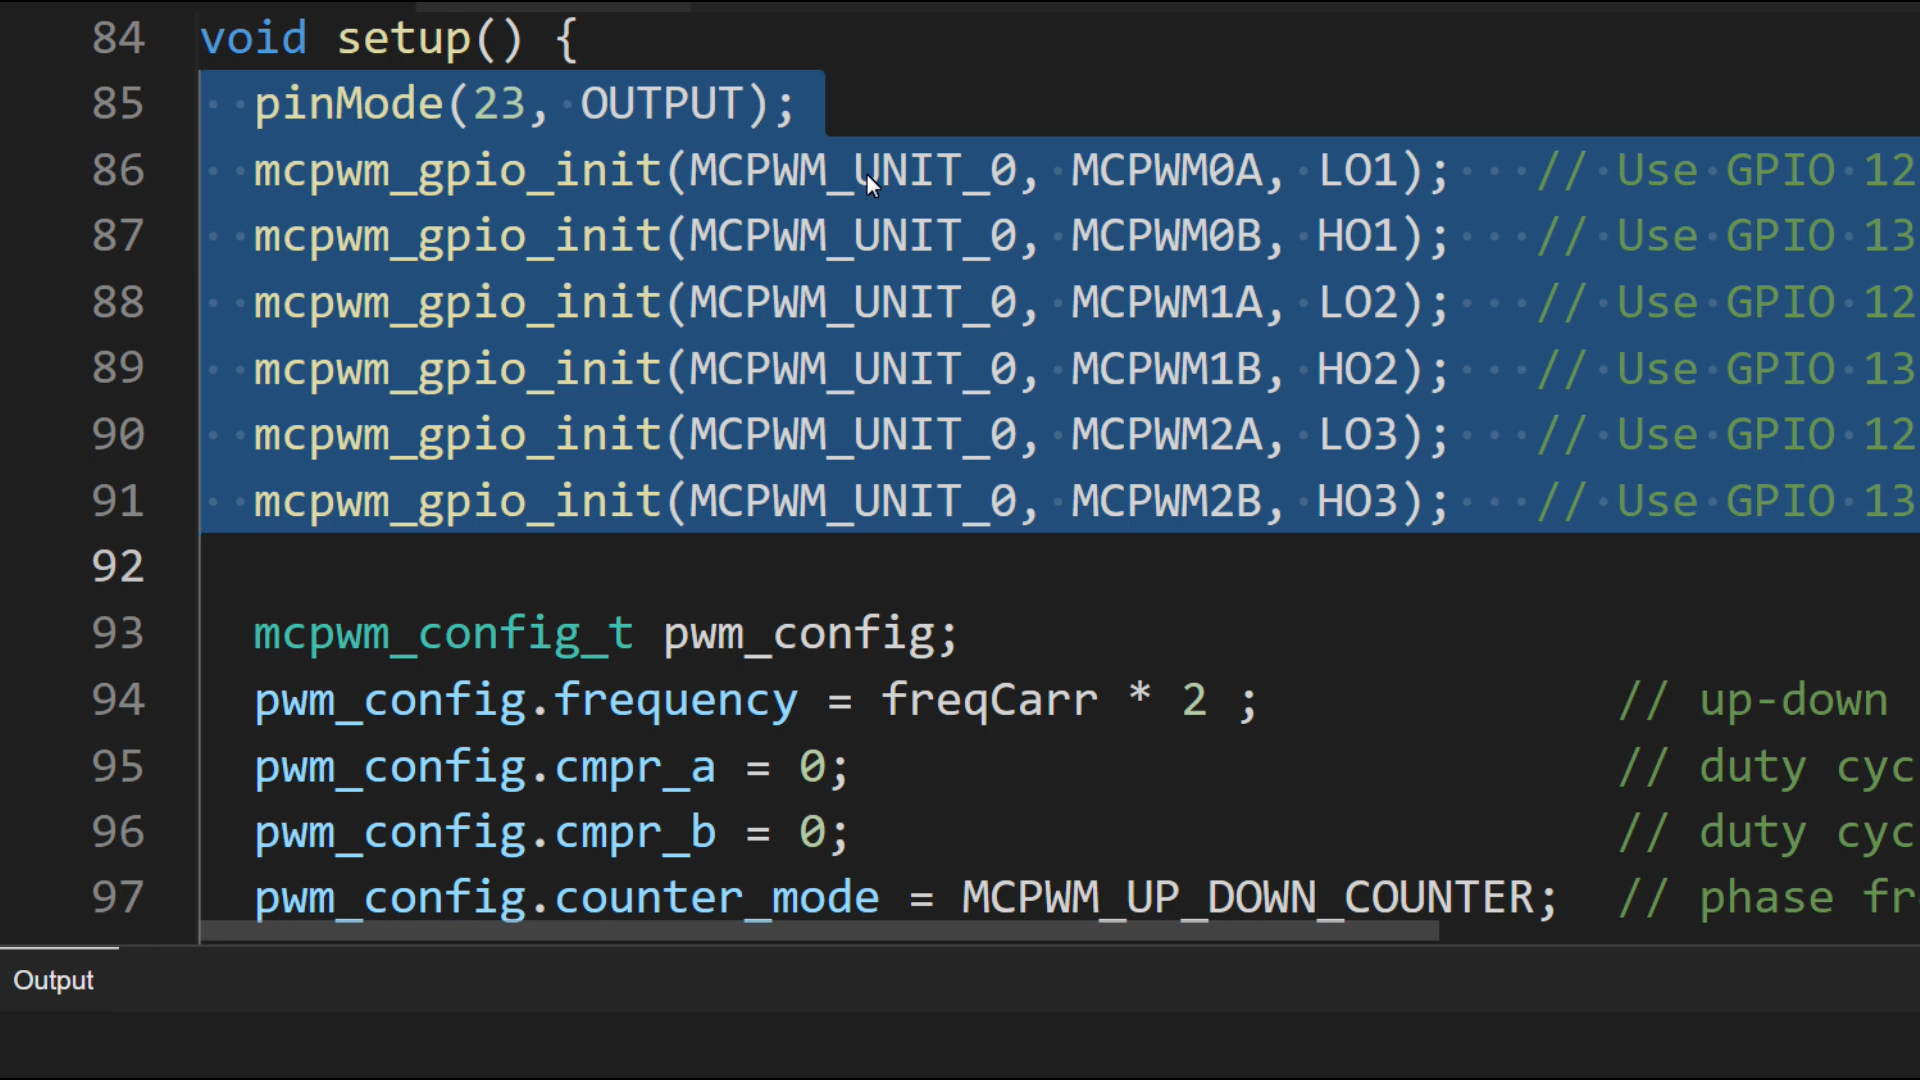 84 void setup() {
85 pinMode(23, OUTPUT);
86 mcpwm_gpio_init(MCPWM_UNIT_0, MCPWM0A, LO1); // Use GPIO 12
87 mcpwm_gpio_init(MCPWM_UNIT_0, MCPWM0B, HO1); // Use GPIO 13
88 mcpwm_gpio_init(MCPWM_UNIT_0, MCPWM1A, LO2); // Use GPIO 12
89 mcpwm_gpio_init(MCPWM_UNIT_0, MCPWM1B, HO2); // Use GPIO 13
90 mcpwm_gpio_init(MCPWM_UNIT_0, MCPWM2A, LO3); // Use GPIO 12
91 mcpwm_gpio_init(MCPWM_UNIT_0, MCPWM2B, HO3); // Use GPIO 13
92
93 mcpwm_config_t pwm_config;
94 pwm_config.frequency = freqCarr * 2 ; // up-down
95 pwm_config.cmpr_a = 0; // duty cyc
96 pwm_config.cmpr_b = 0; // duty cyc
97 pwm_config.counter_mode = MCPWM_UP_DOWN_COUNTER; // phase fr
Output